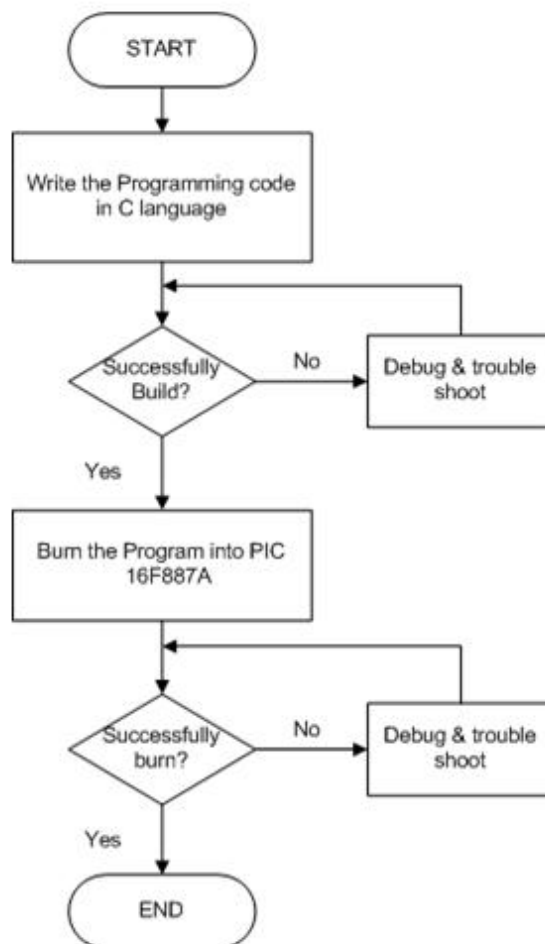 START
Write the Programming code
in C language
Successfully
Build?
No
Debug & trouble
shoot
Yes
Burn the Program into PIC
16F887A
Successfully
burn?
No
Debug & trouble
shoot
Yes
END